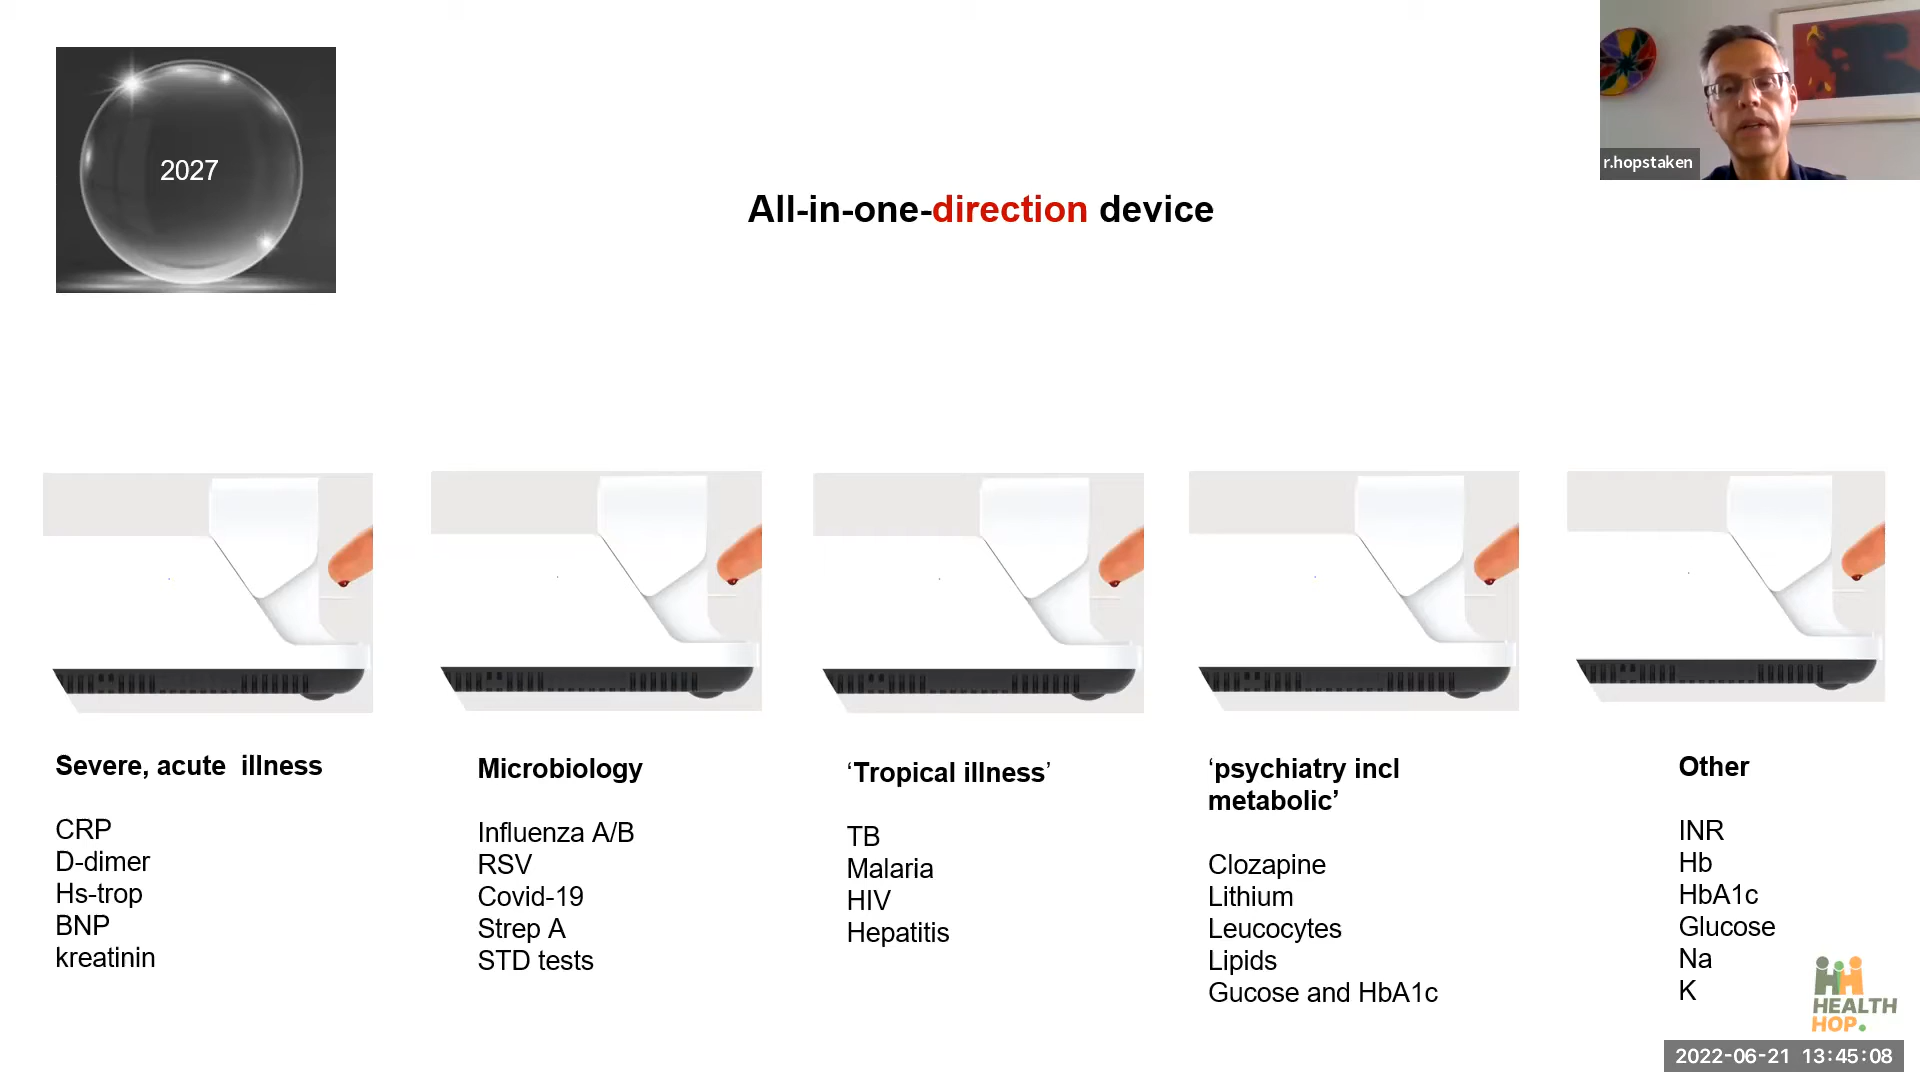 2027
r.hopstaken
All-in-one-direction device
Severe, acute  illness
CRP
D-dimer
Hs-trop
BNP
kreatinin
Microbiology
Influenza A/B
RSV
Covid-19
Strep A
STD tests
‘Tropical illness’
TB
Malaria
HIV
Hepatitis
‘psychiatry incl
metabolic’
Clozapine
Lithium
Leucocytes
Lipids
Gucose and HbA1c
Other
INR
Hb
HbA1c
Glucose
Na
K
HH
HEALTH
HOP.
2022-06-21 13:45:08